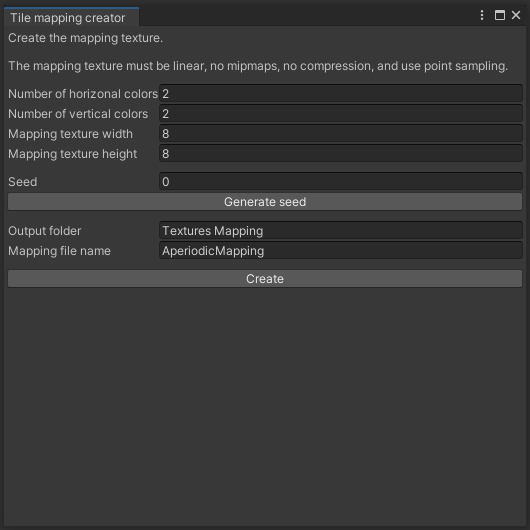 Tile mapping creator
Create the mapping texture.
The mapping texture must be linear, no mipmaps, no compression, and use point sampling.
Number of horizonal colors 2
Number of vertical colors 2
Mapping texture width 8
Mapping texture height 8
Seed 0
Generate seed
Output folder Textures Mapping
Mapping file name AperiodicMapping
Create